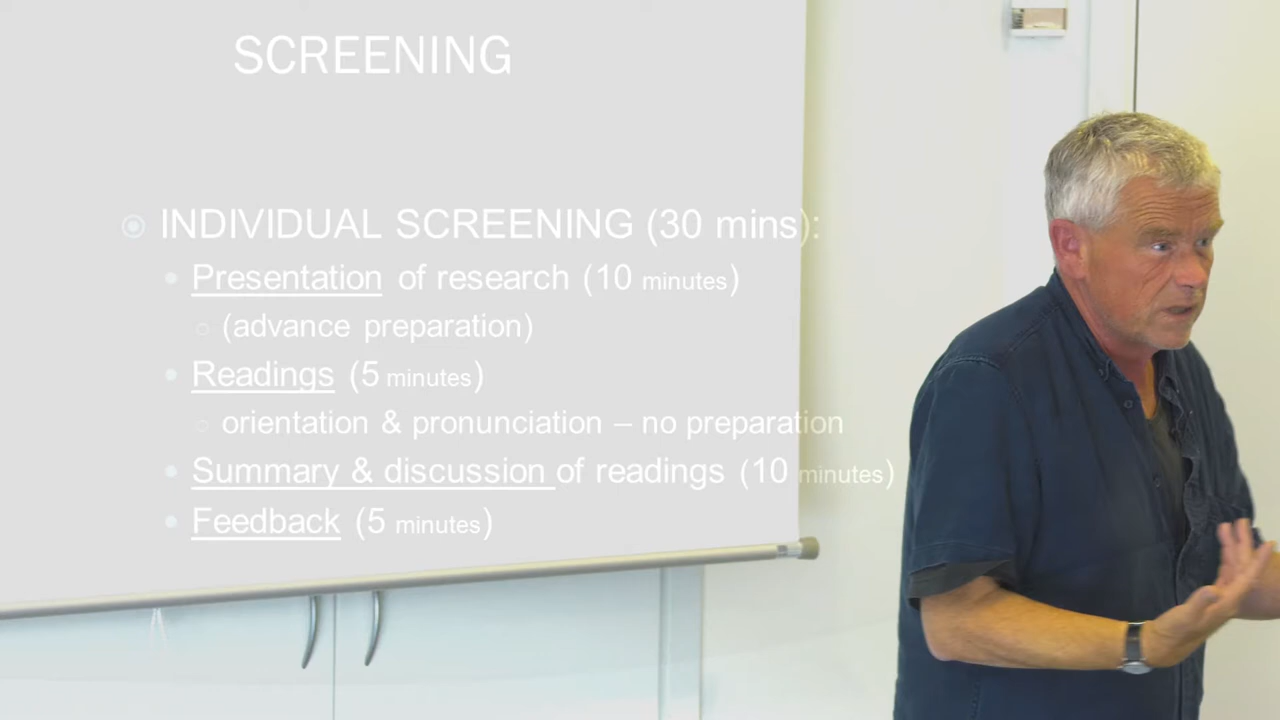 SCREENING
INDIVIDUAL SCREENING (30 mins):
Presentation of research (10 minutes)
(advance preparation)
Readings (5 minutes)
orientation & pronunciation – no preparation
Summary & discussion of readings (10 minutes)
Feedback (5 minutes)